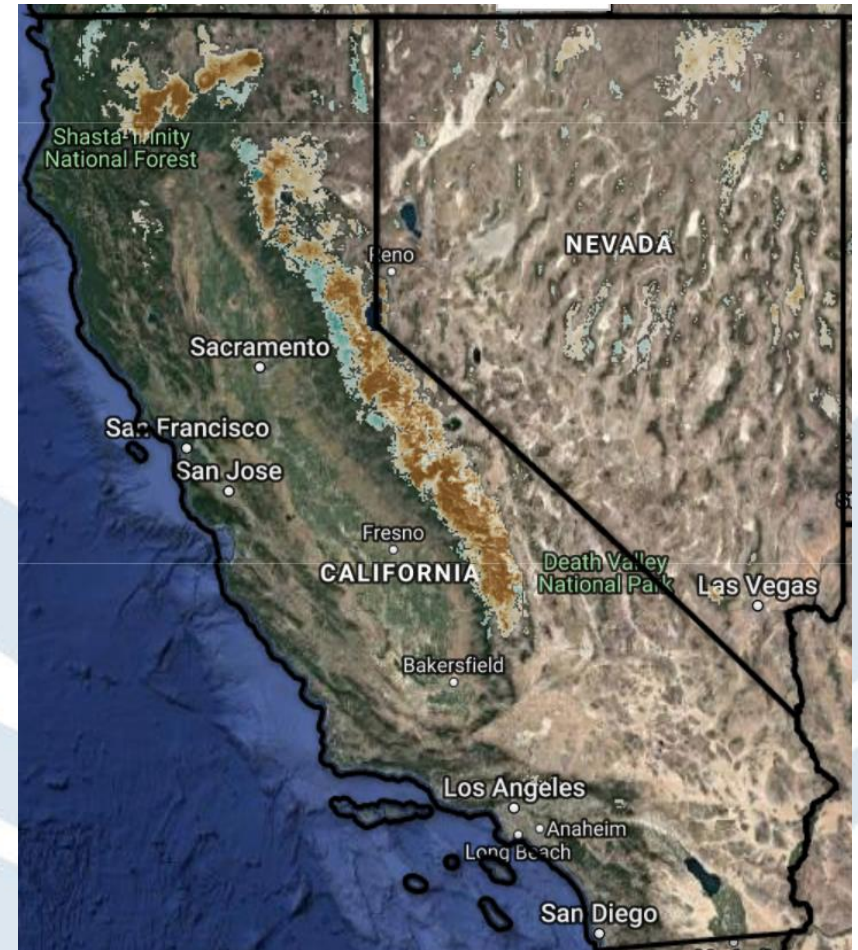 Shasta-Trinity
National Forest
Reno
NEVADA
Sacramento
San Francisco
San Jose
Fresno
CALIFORNIA
Death Valley
National Park
Las Vegas
Bakersfield
Los Angeles
Anaheim
Long Beach
San Diego